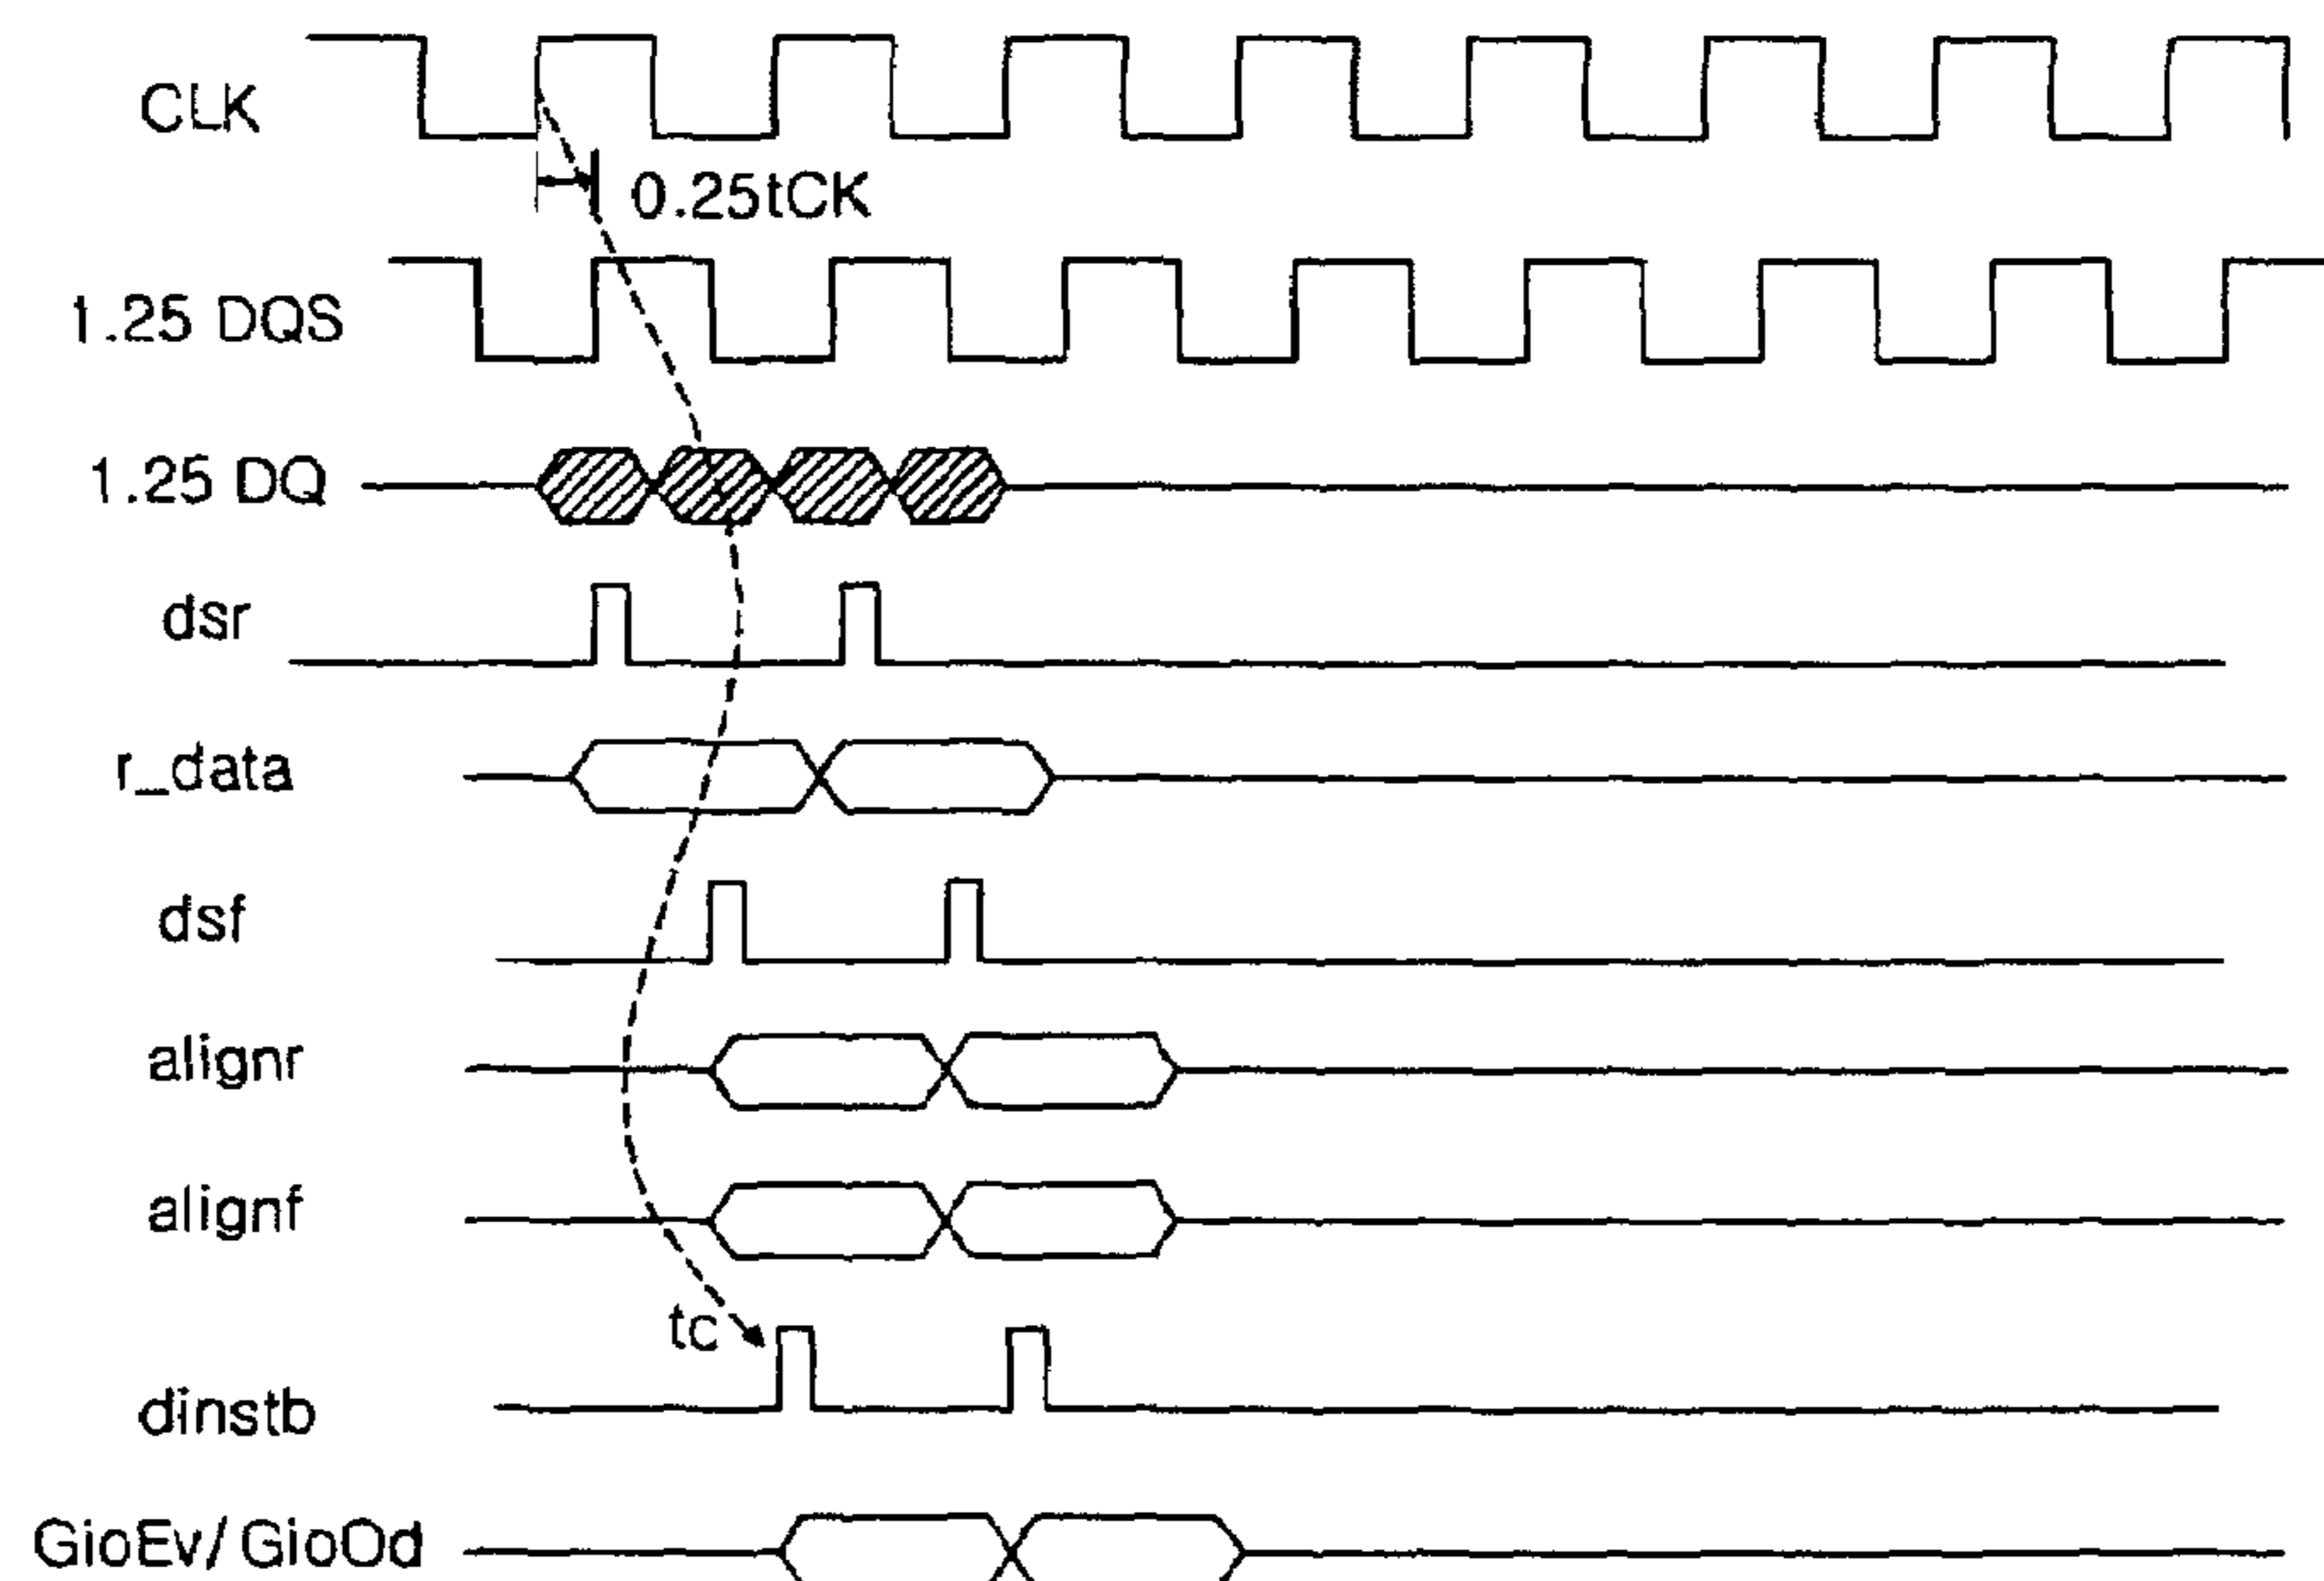 CLK
0.25tCK
1.25 DQS
1.25 DQ
dsr
r_data
dsf
alignr
alignf
tc
dinstb
GioEv/GioOd